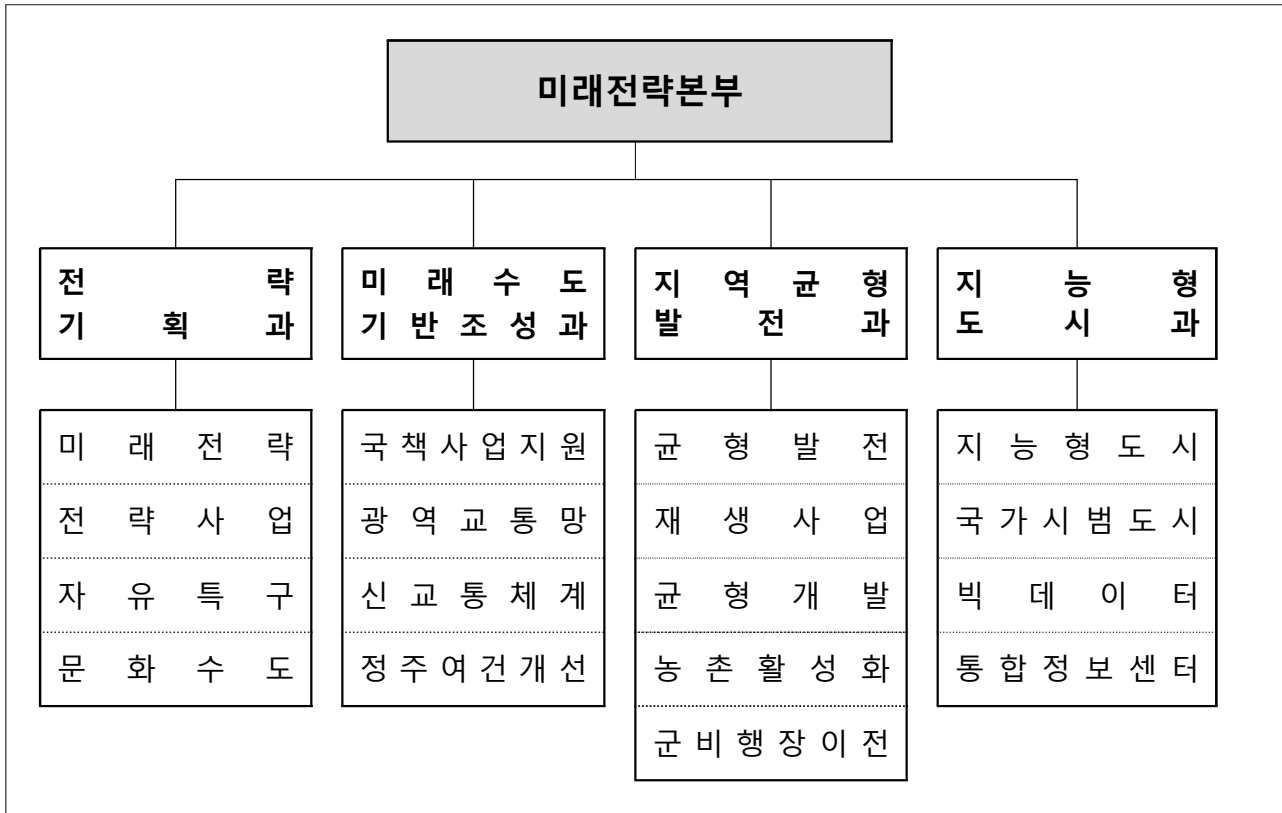 미래전략본부
전략
기획과
미래수도
기반조성과
지역균형
발전과
지능형
도시과
미래전략
전략사업
자유특구
문화수도
국책사업지원
광역교통망
신교통체계
정주여건개선
균형발전
재생사업
균형개발
농촌활성화
군비행장이전
지능형도시
국가시범도시
빅데이터
통합정보센터